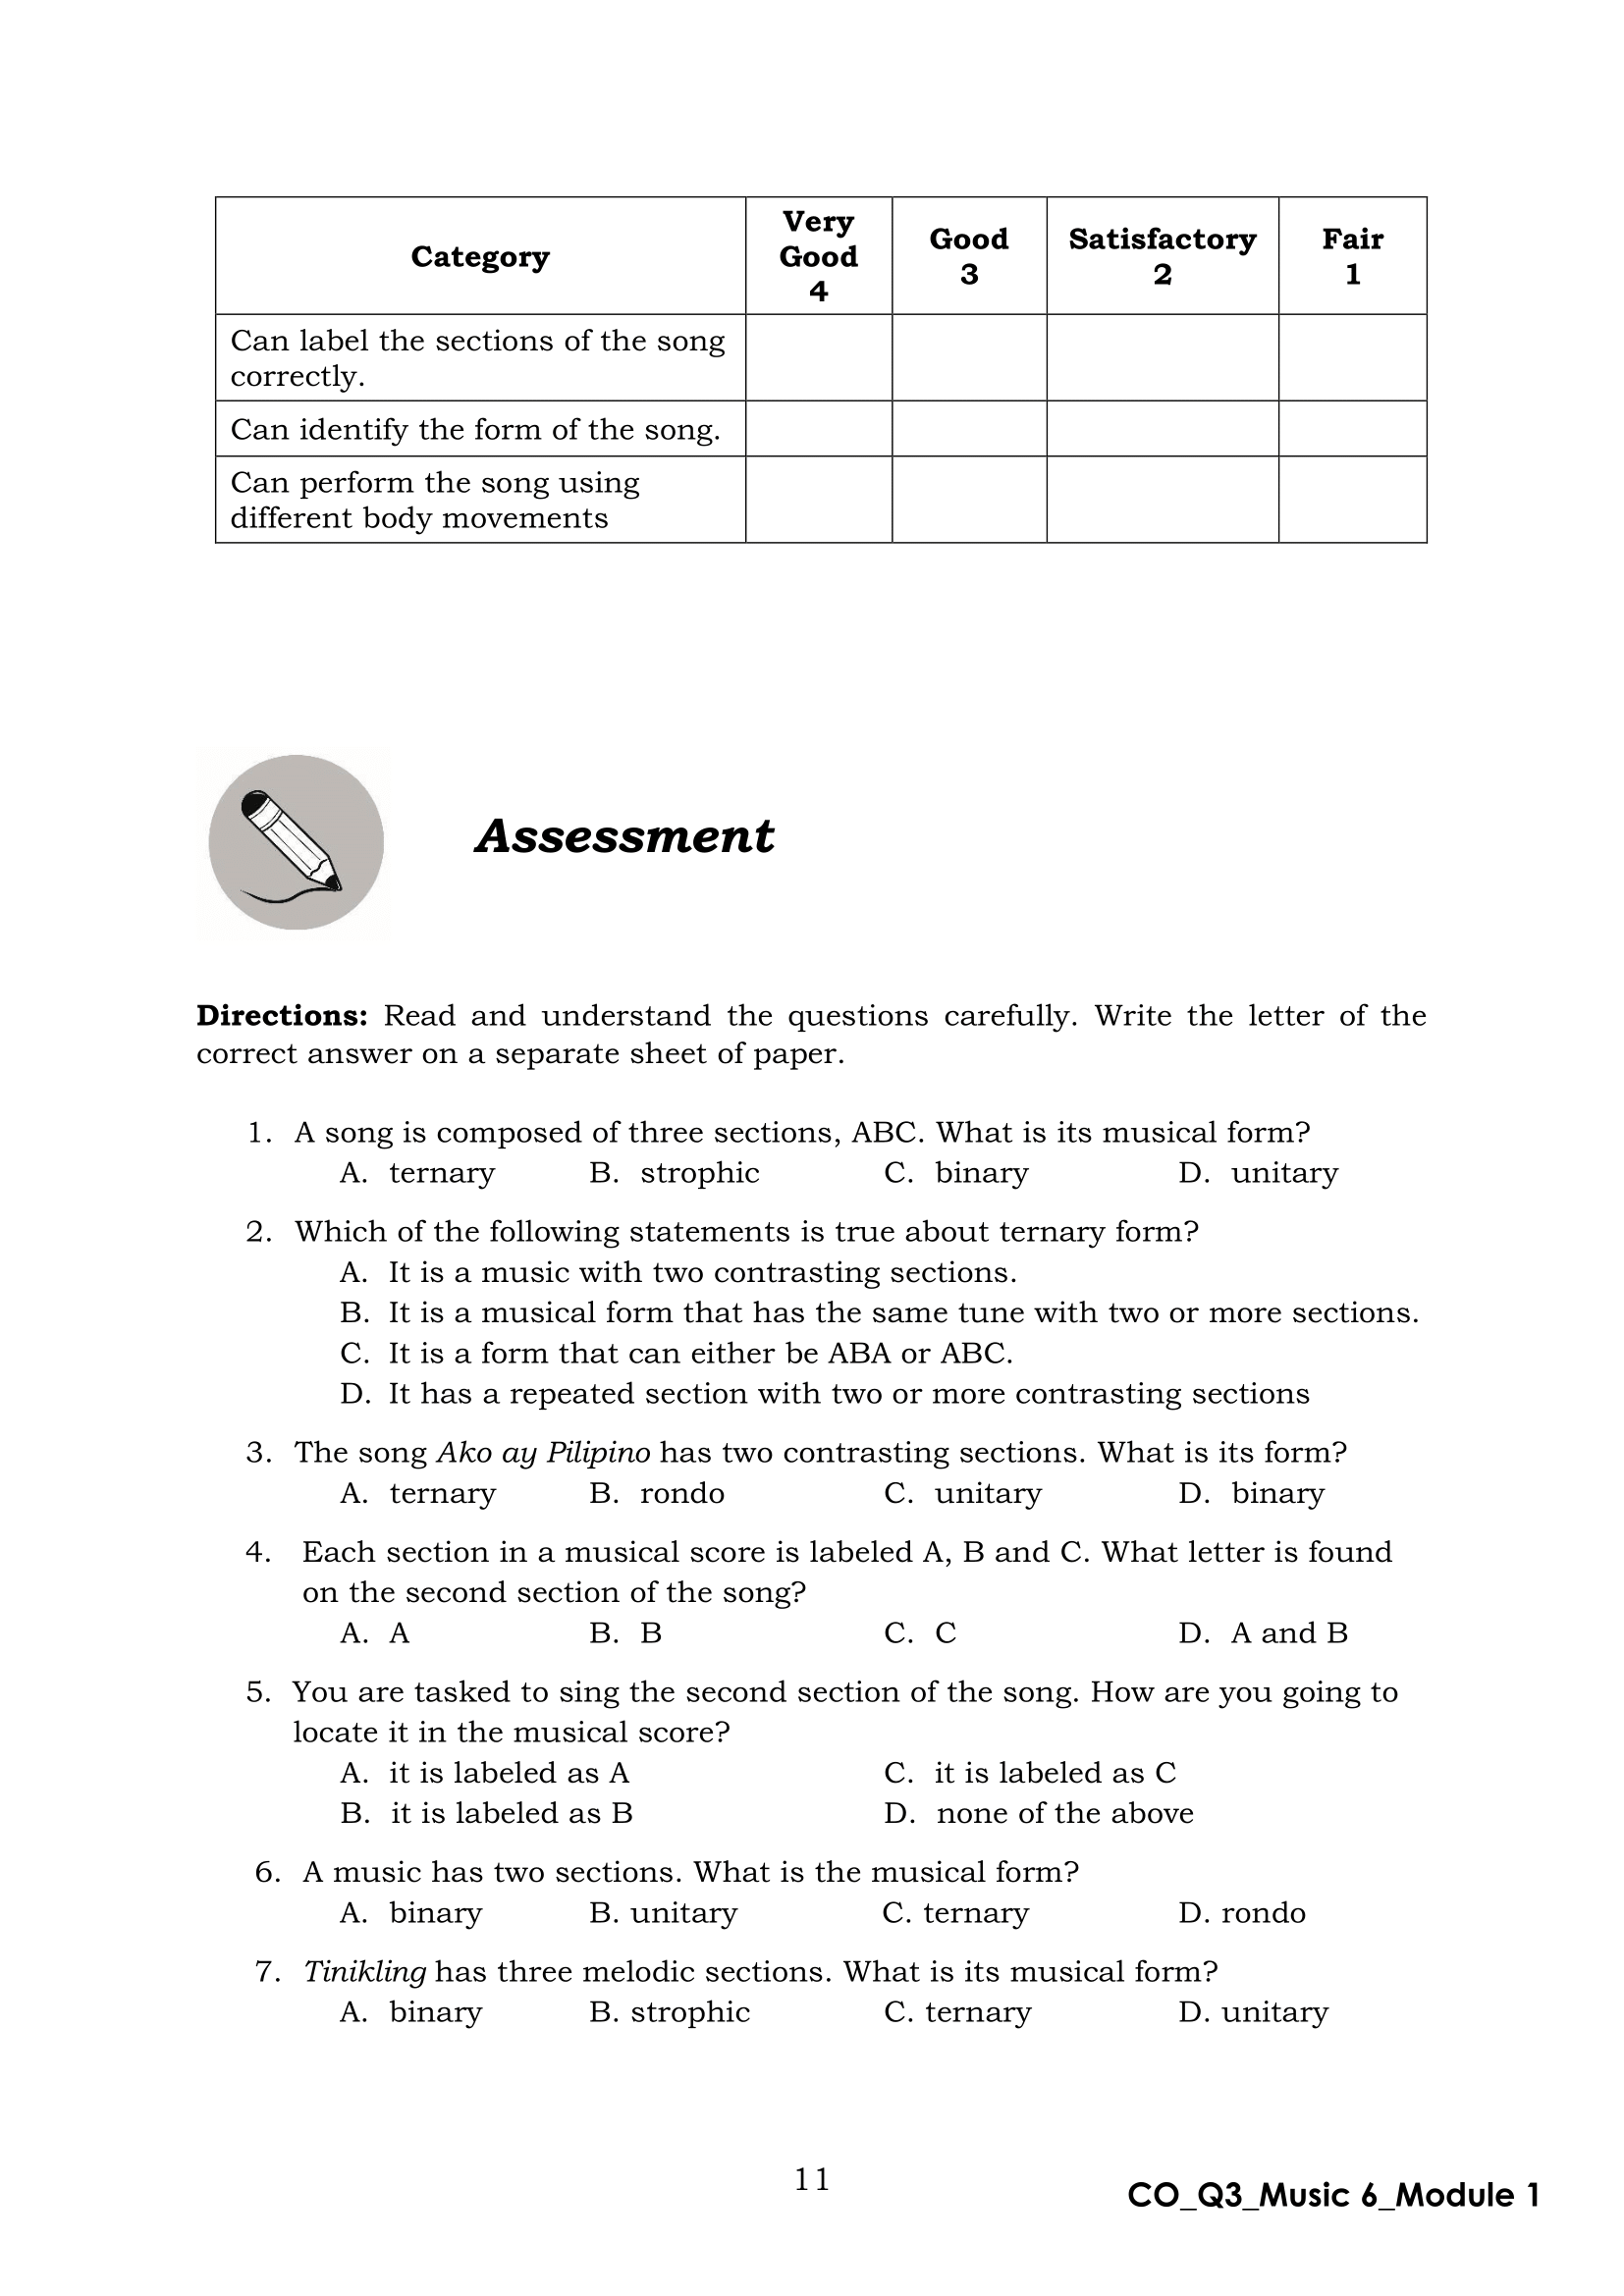 Category
Very
Good
4
Good
3
Satisfactory
2
Fair
1
Can label the sections of the song
correctly.
Can identify the form of the song.
Can perform the song using
different body movements
Assessment
Directions: Read and understand the questions carefully. Write the letter of the
correct answer on a separate sheet of paper.
1. A song is composed of three sections, ABC. What is its musical form?
A. ternary B. strophic C. binary D. unitary
2. Which of the following statements is true about ternary form?
A. It is a music with two contrasting sections.
B. It is a musical form that has the same tune with two or more sections.
C. It is a form that can either be ABA or ABC.
D. It has a repeated section with two or more contrasting sections
3. The song Ako ay Pilipino has two contrasting sections. What is its form?
A. ternary B. rondo C. unitary D. binary
4. Each section in a musical score is labeled A, B and C. What letter is found
on the second section of the song?
A. A B. B C. C D. A and B
5. You are tasked to sing the second section of the song. How are you going to
locate it in the musical score?
A. it is labeled as A C. it is labeled as C
B. it is labeled as B D. none of the above
6. A music has two sections. What is the musical form?
A. binary B. unitary C. ternary D. rondo
7. Tinikling has three melodic sections. What is its musical form?
A. binary B. strophic C. ternary D. unitary
11
CO_Q3_Music 6_Module 1